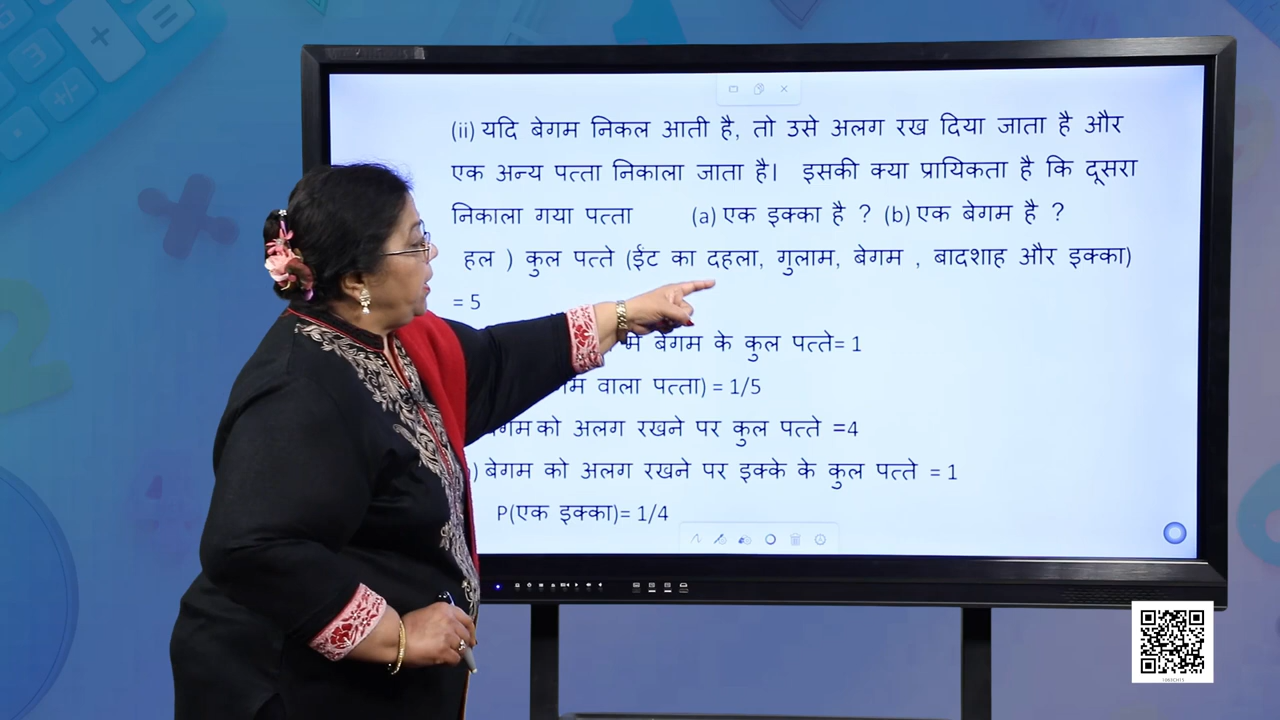 (ii) यदि बेगम निकल आती है, तो उसे अलग रख दिया जाता है और
एक अन्य पत्ता निकाला जाता है। इसकी क्या प्रायिकता है कि दूसरा
निकाला गया पत्ता (a) एक इक्का है ? (b) एक बेगम है ?
हल ) कुल पत्ते (ईंट का दहला, गुलाम, बेगम , बादशाह और इक्का)
= 5
बेगम के कुल पत्ते= 1
वाला पत्ता) = 1/5
को अलग रखने पर कुल पत्ते =4
) बेगम को अलग रखने पर इक्के के कुल पत्ते = 1
P(एक इक्का)= 1/4